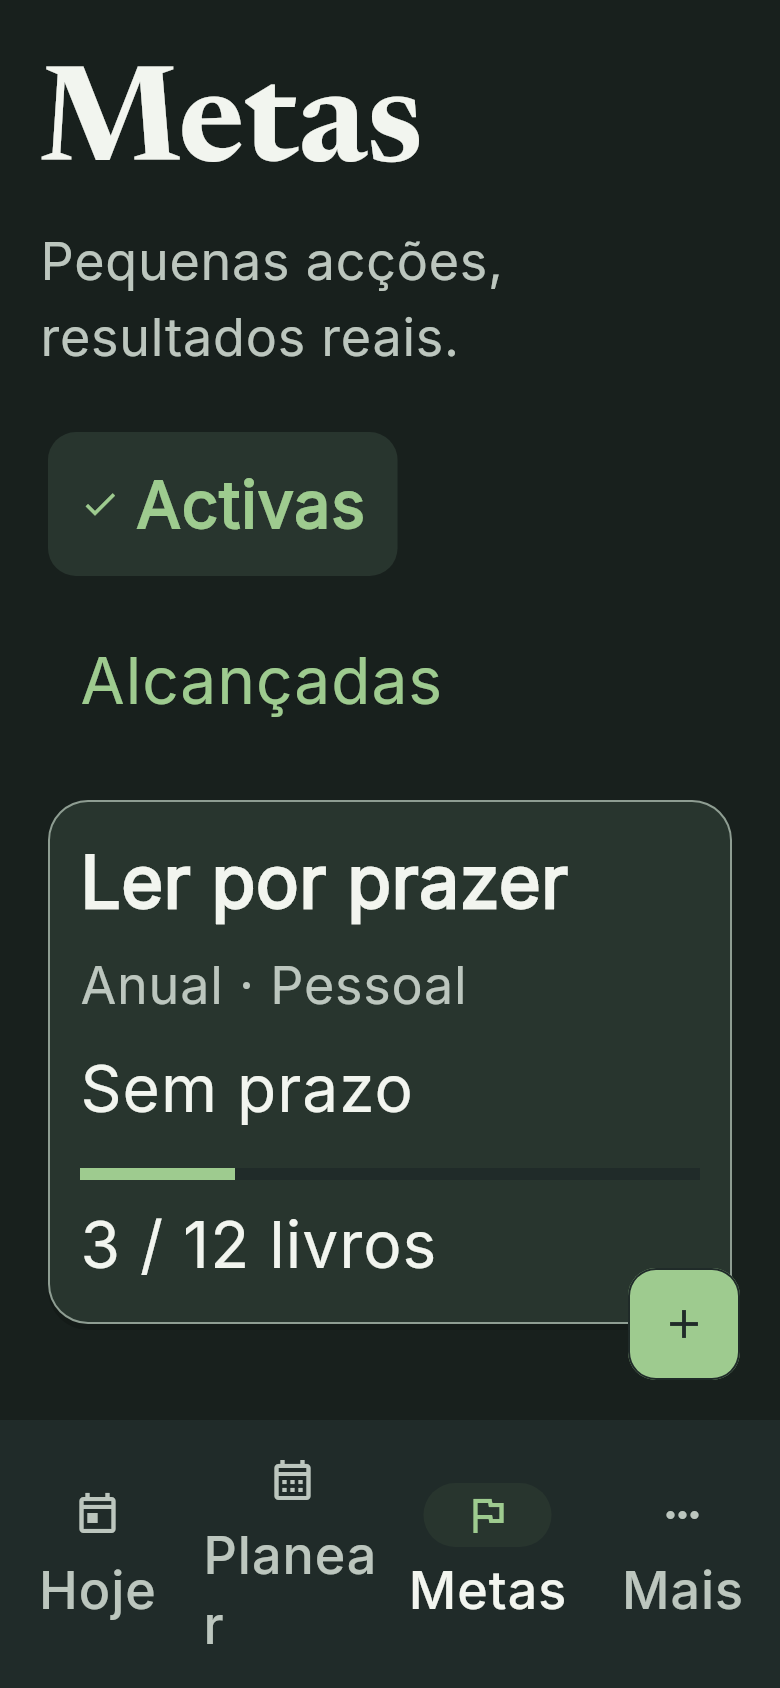 Metas
Pequenas acções,
resultados reais.
Activas
Alcançadas
Ler por prazer
Anual · Pessoal
Sem prazo
3 / 12 livros
+
Hoje
Planea
r
Metas
Mais